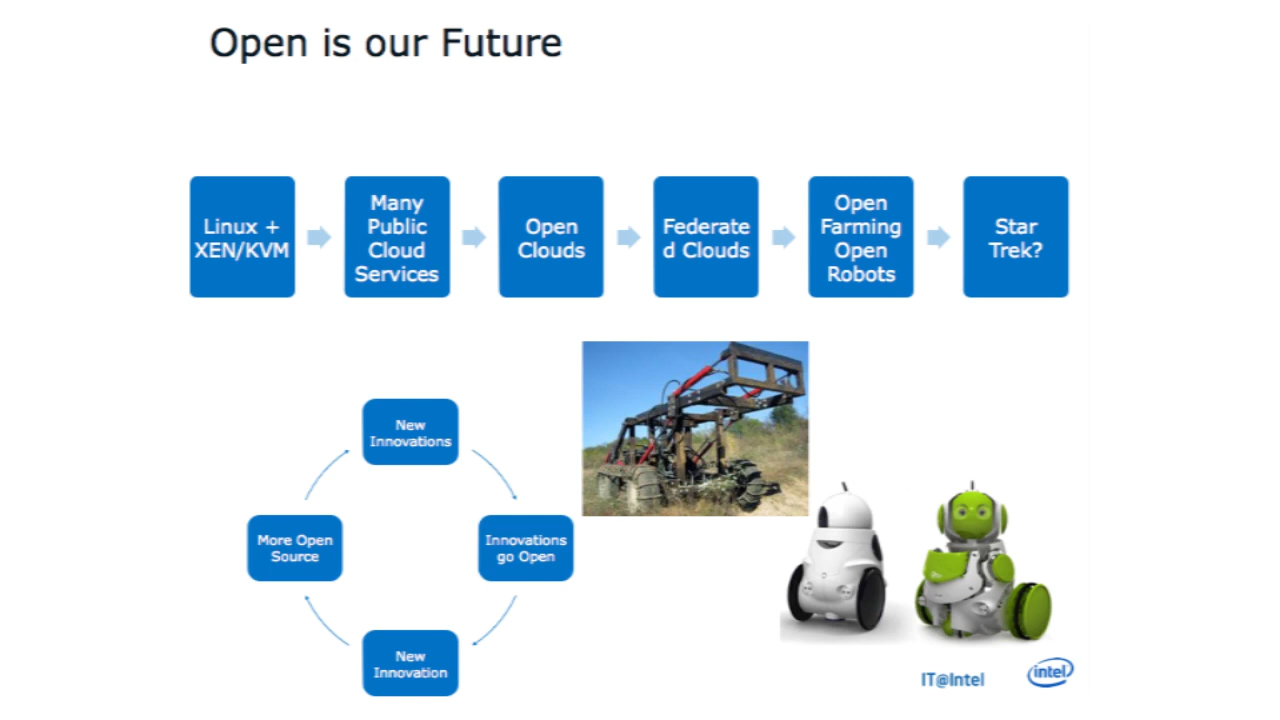 Open is our Future
Linux +
XEN/KVM
Many
Public
Cloud
Services
Open
Clouds
Federate
d Clouds
Open
Farming
Open
Robots
Star
Trek?
New
Innovations
More Open
Source
Innovations
go Open
New
Innovation
IT@Intel
intel